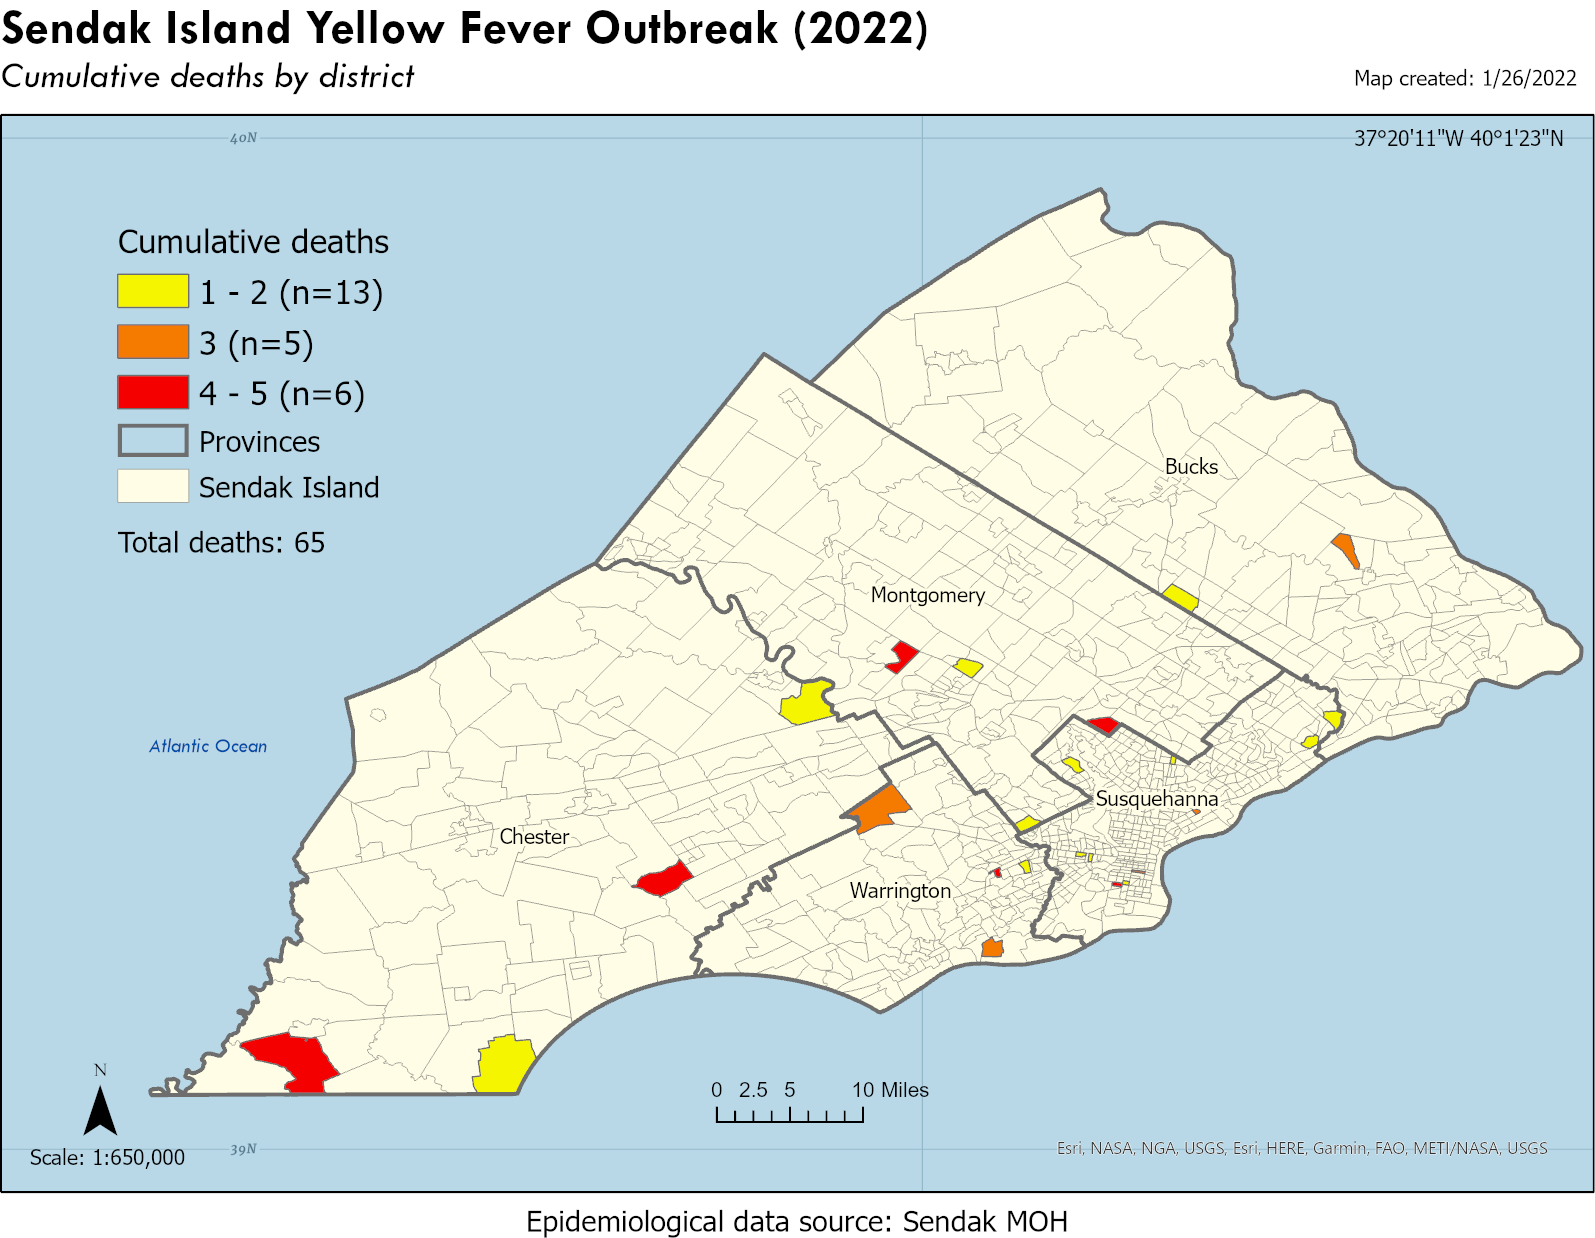 Sendak Island Yellow Fever Outbreak (2022)
Cumulative deaths by district
Map created: 1/26/2022
40N
37°20'11"W 40°1'23"N
Cumulative deaths
1 - 2 (n=13)
3 (n=5)
4 - 5 (n=6)
Provinces
Sendak Island
Total deaths: 65
Bucks
Montgomery
Atlantic Ocean
Susquehanna
Chester
Warrington
N
0 2.5 5 10 Miles
Scale: 1:650,000
39N
Esri, NASA, NGA, USGS, Esri, HERE, Garmin, FAO, METI/NASA, USGS
Epidemiological data source: Sendak MOH